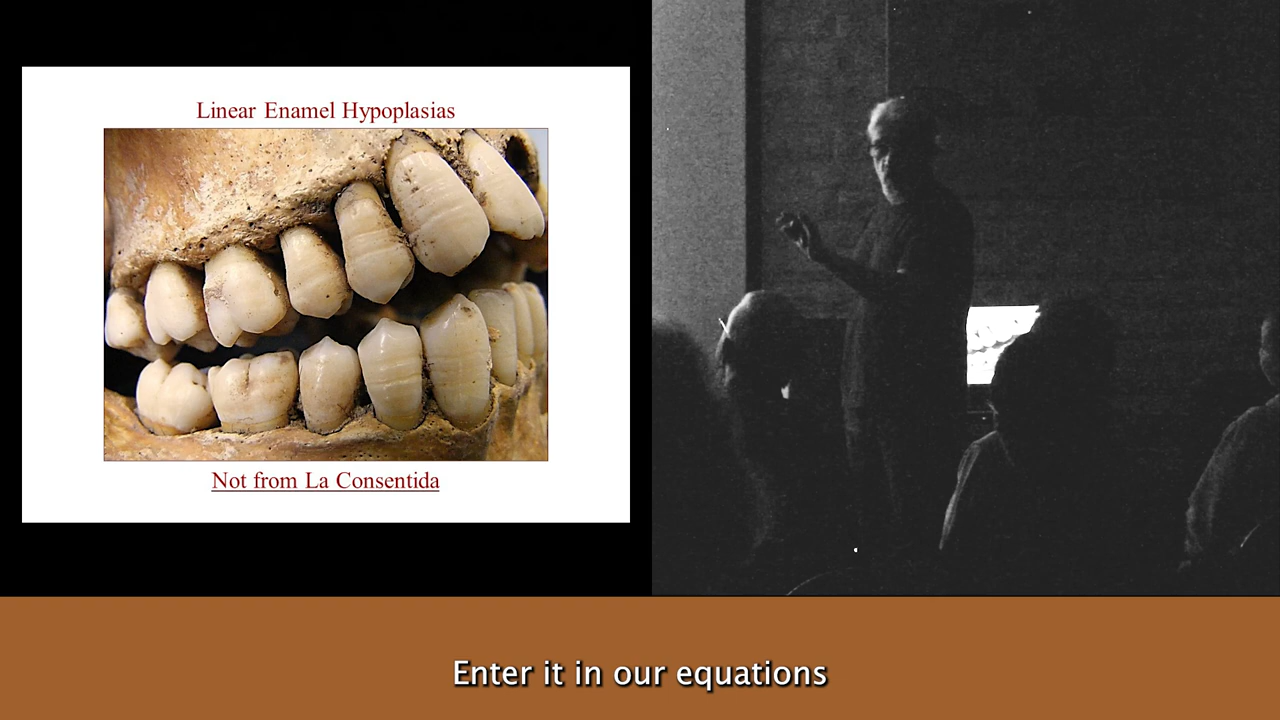 Linear Enamel Hypoplasias
Not from La Consentida
Enter it in our equations